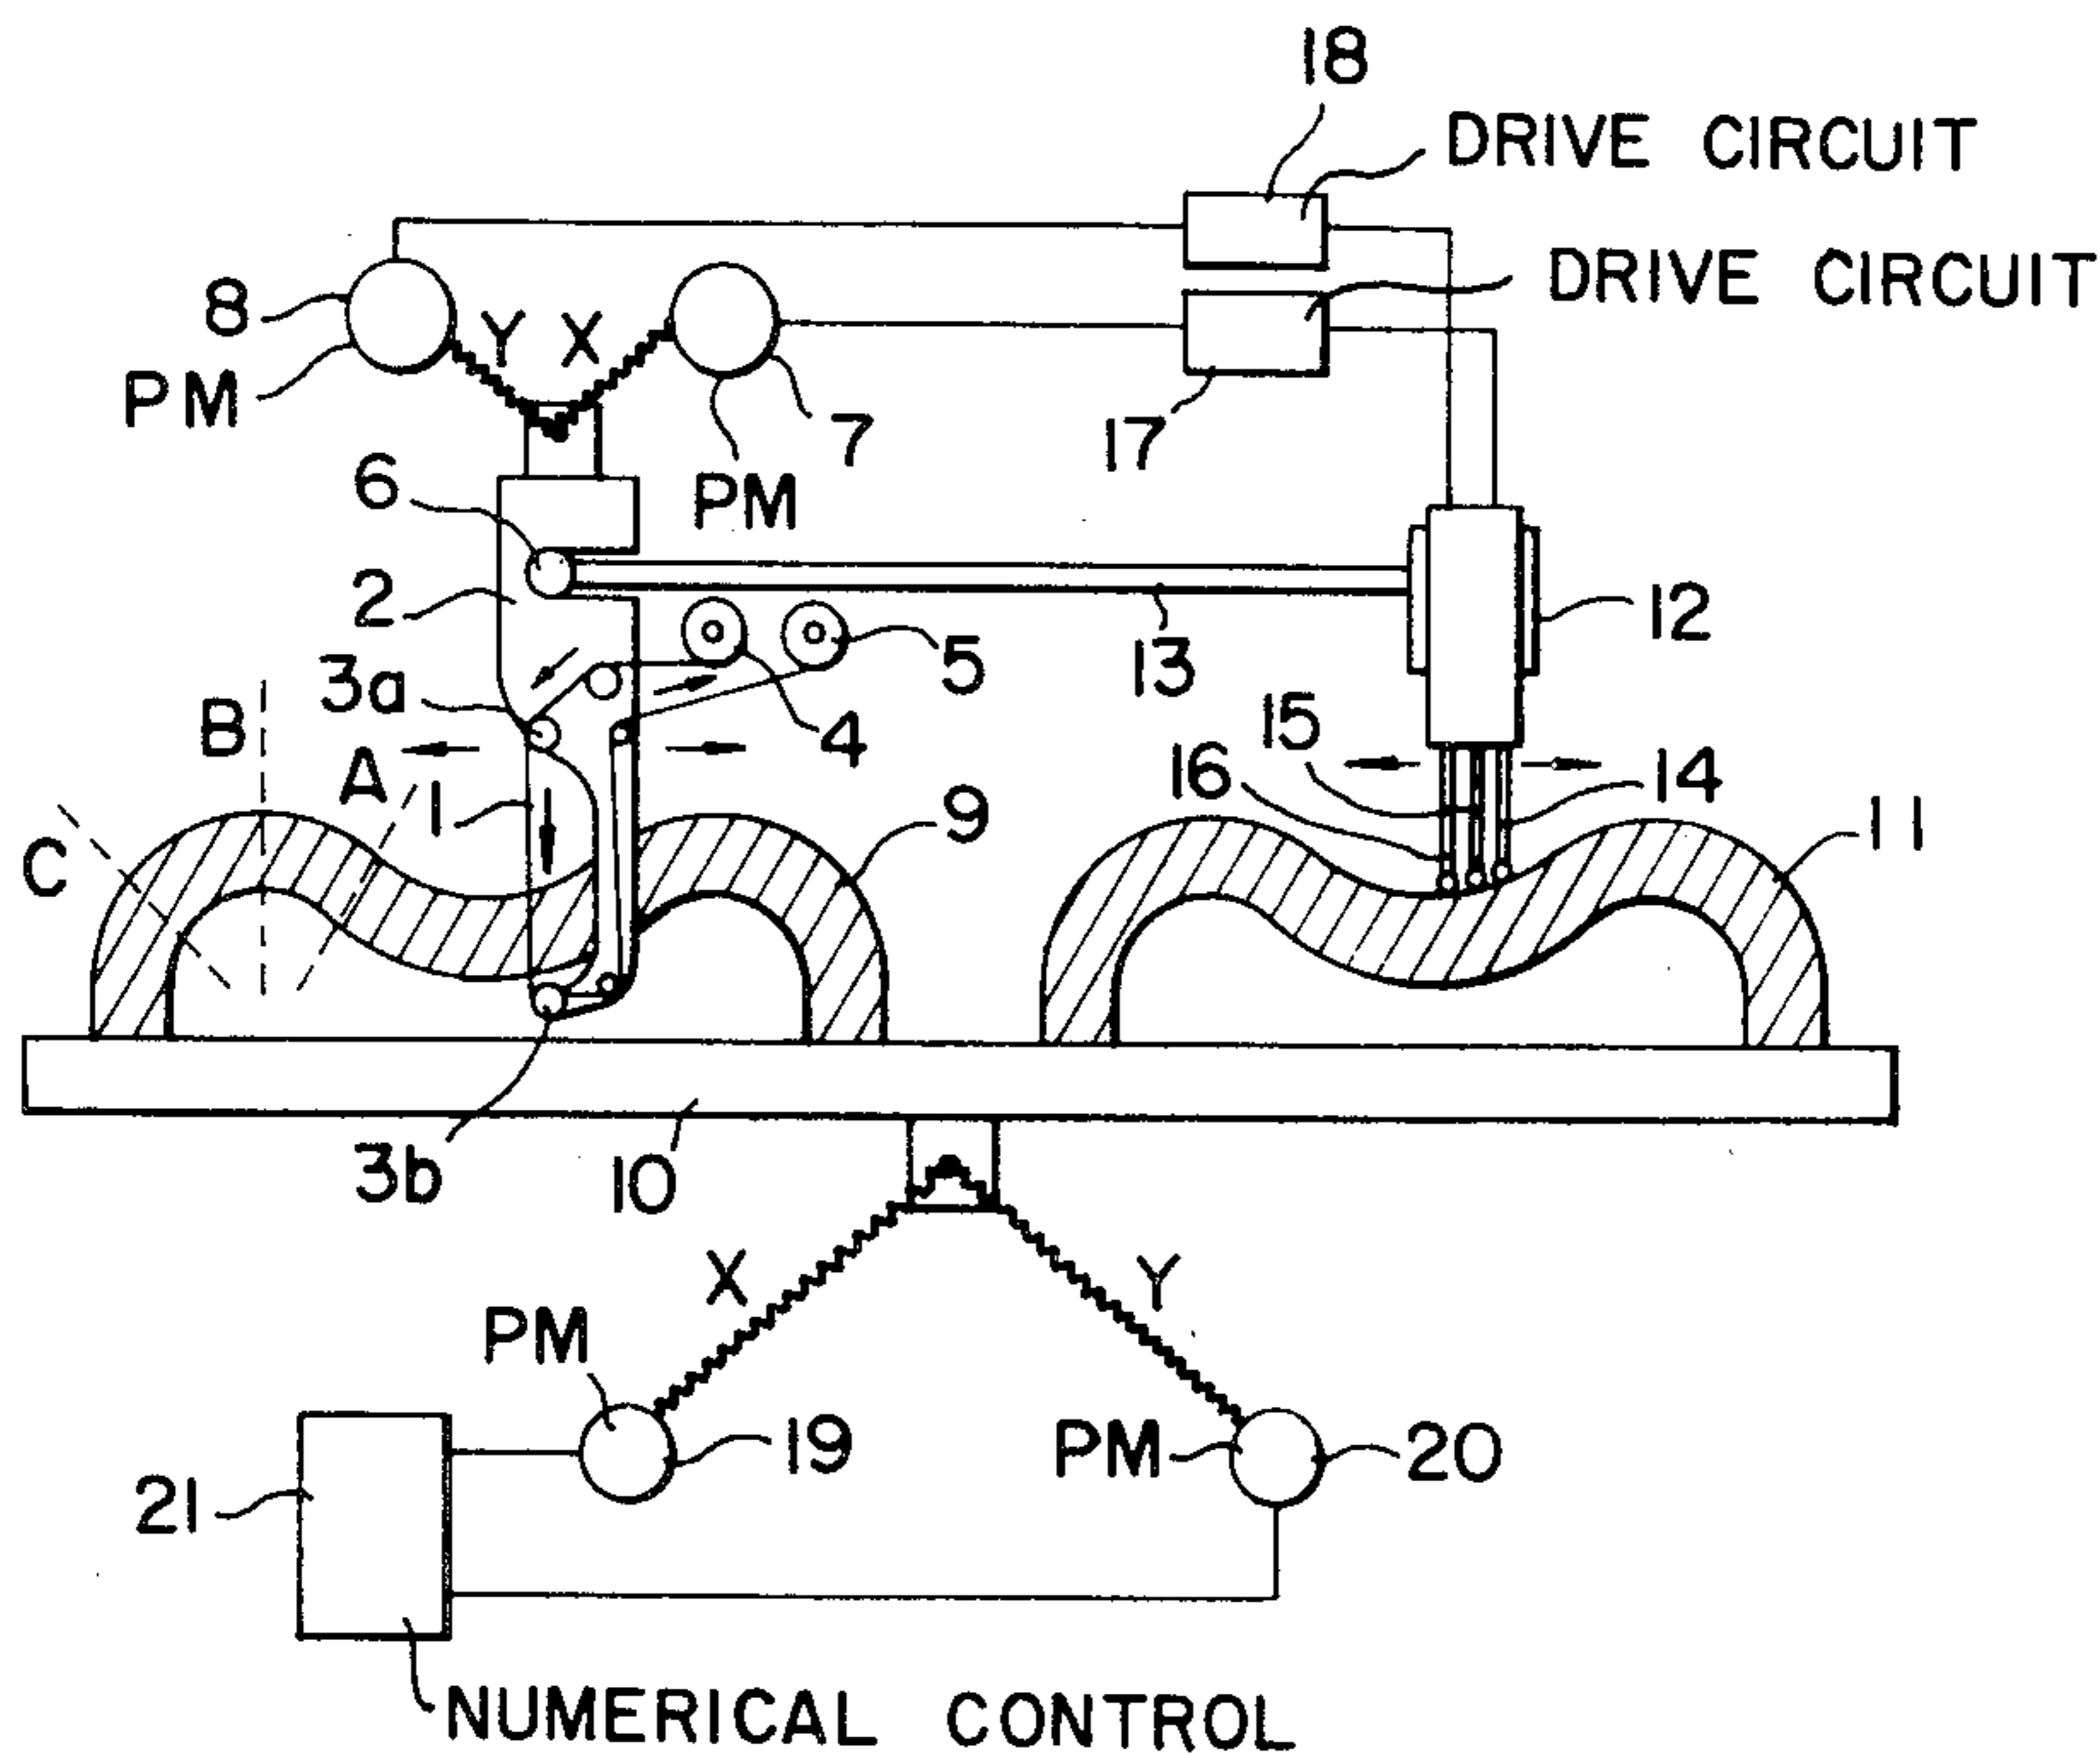 18
DRIVE CIRCUIT
DRIVE CIRCUIT
8
Y X
PM
7
17
6
PM
2
12
3a
5
13
B
4
15
A
16
14
1
9
11
C
3b
10
X
Y
PM
19
PM
20
21
NUMERICAL CONTROL